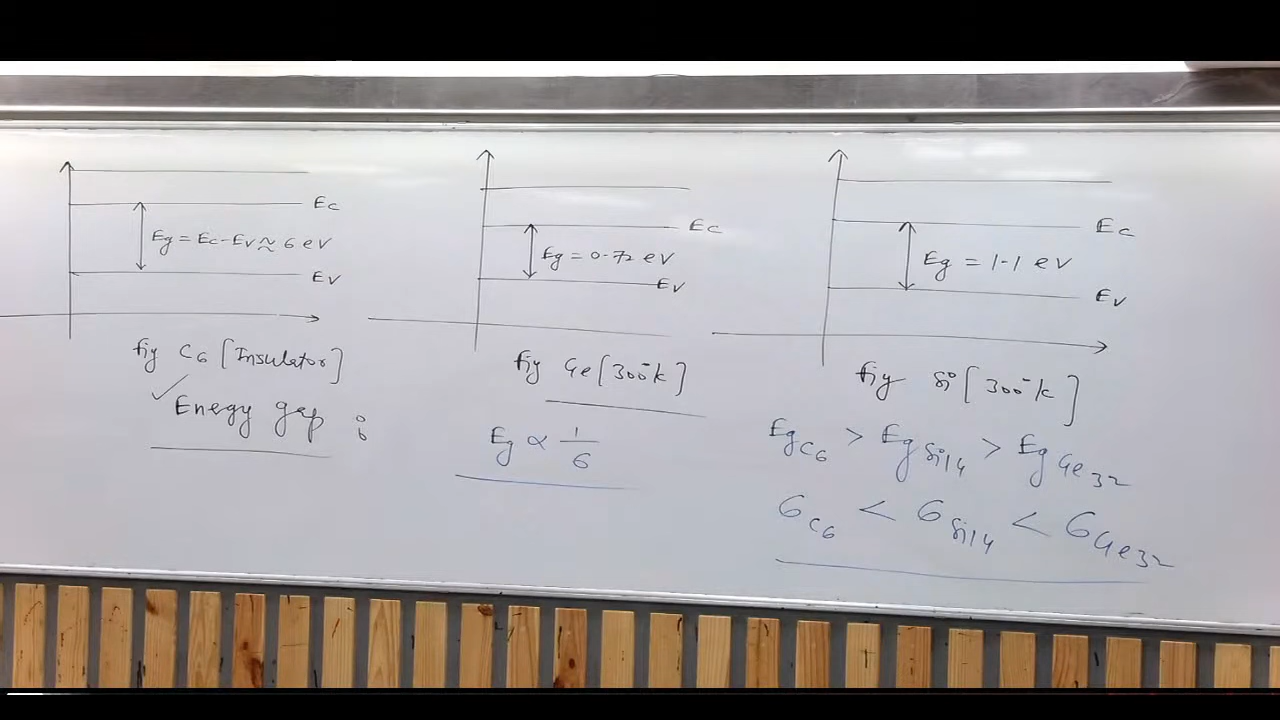 Ec
Eg = Ec-Ev ≈ 6 eV
Ev
fig C6 [Insulator]
Energy gap :
Ec
Eg = 0.72 eV
Ev
fig Ge [300°k]
Eg ∝ 1/σ
Ec
Eg = 1.1 eV
Ev
fig Si [300°k]
Eg C6 > Eg Si14 > Eg Ge32
σ C6 < σ Si14 < σ Ge32